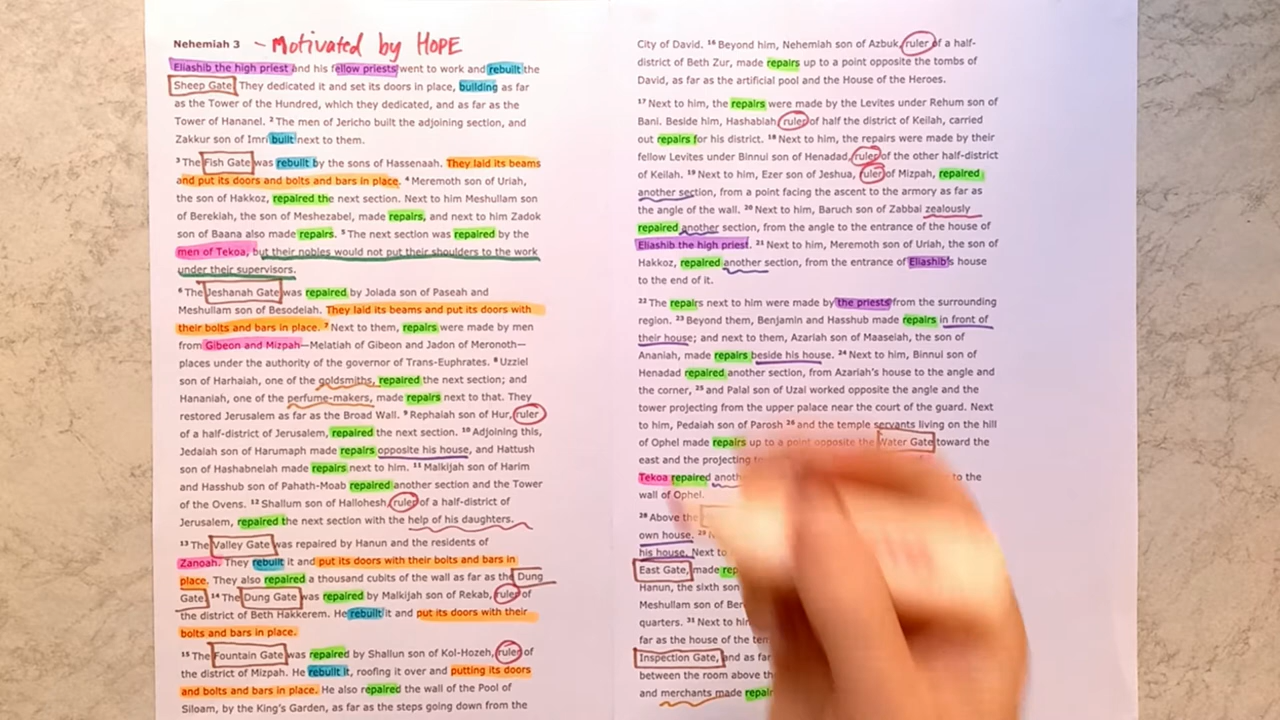 Nehemiah 3 - Motivated by HOPE
Eliashib the high priest and his fellow priests went to work and rebuilt the
Sheep Gate. They dedicated it and set its doors in place, building as far
as the Tower of the Hundred, which they dedicated, and as far as the
Tower of Hananel. 2 The men of Jericho built the adjoining section, and
Zakkur son of Imri built next to them.
3 The Fish Gate was rebuilt by the sons of Hassenaah. They laid its beams
and put its doors and bolts and bars in place. 4 Meremoth son of Uriah,
the son of Hakkoz, repaired the next section. Next to him Meshullam son
of Berekiah, the son of Meshezabel, made repairs, and next to him Zadok
son of Baana also made repairs. 5 The next section was repaired by the
men of Tekoa, but their nobles would not put their shoulders to the work
under their supervisors.
6 The Jeshanah Gate was repaired by Joiada son of Paseah and
Meshullam son of Besodeiah. They laid its beams and put its doors with
their bolts and bars in place. 7 Next to them, repairs were made by men
from Gibeon and Mizpah—Melatiah of Gibeon and Jadon of Meronoth—
places under the authority of the governor of Trans-Euphrates. 8 Uzziel
son of Harhaiah, one of the goldsmiths, repaired the next section; and
Hananiah, one of the perfume-makers, made repairs next to that. They
restored Jerusalem as far as the Broad Wall. 9 Rephaiah son of Hur, ruler
of a half-district of Jerusalem, repaired the next section. 10 Adjoining this,
Jedaiah son of Harumaph made repairs opposite his house, and Hattush
son of Hashabneiah made repairs next to him. 11 Malkijah son of Harim
and Hasshub son of Pahath-Moab repaired another section and the Tower
of the Ovens. 12 Shallum son of Hallohesh, ruler of a half-district of
Jerusalem, repaired the next section with the help of his daughters.
13 The Valley Gate was repaired by Hanun and the residents of
Zanoah. They rebuilt it and put its doors with their bolts and bars in
place. They also repaired a thousand cubits of the wall as far as the Dung
Gate. 14 The Dung Gate was repaired by Malkijah son of Rekab, ruler of
the district of Beth Hakkerem. He rebuilt it and put its doors with their
bolts and bars in place.
15 The Fountain Gate was repaired by Shallun son of Kol-Hozeh, ruler of
the district of Mizpah. He rebuilt it, roofing it over and putting its doors
and bolts and bars in place. He also repaired the wall of the Pool of
Siloam, by the King's Garden, as far as the steps going down from the
City of David. 16 Beyond him, Nehemiah son of Azbuk, ruler of a half-
district of Beth Zur, made repairs up to a point opposite the tombs of
David, as far as the artificial pool and the House of the Heroes.
17 Next to him, the repairs were made by the Levites under Rehum son of
Bani. Beside him, Hashabiah, ruler of half the district of Keilah, carried
out repairs for his district. 18 Next to him, the repairs were made by their
fellow Levites under Binnui son of Henadad, ruler of the other half-district
of Keilah. 19 Next to him, Ezer son of Jeshua, ruler of Mizpah, repaired
another section, from a point facing the ascent to the armory as far as
the angle of the wall. 20 Next to him, Baruch son of Zabbai zealously
repaired another section, from the angle to the entrance of the house of
Eliashib the high priest. 21 Next to him, Meremoth son of Uriah, the son of
Hakkoz, repaired another section, from the entrance of Eliashib's house
to the end of it.
22 The repairs next to him were made by the priests from the surrounding
region. 23 Beyond them, Benjamin and Hasshub made repairs in front of
their house; and next to them, Azariah son of Maaseiah, the son of
Ananiah, made repairs beside his house. 24 Next to him, Binnui son of
Henadad repaired another section, from Azariah's house to the angle and
the corner, 25 and Palal son of Uzai worked opposite the angle and the
tower projecting from the upper palace near the court of the guard. Next
to him, Pedaiah son of Parosh 26 and the temple servants living on the hill
of Ophel made repairs up to a point opposite the Water Gate toward the
east and the projecting
Tekoa repaired to the
wall of Ophel.
28 Above the
own house.
his house. Next to
East Gate, made
Hanun, the sixth son
Meshullam son of
quarters. 31 Next to
far as the house of the
Inspection Gate, and as far
between the room above
and merchants made